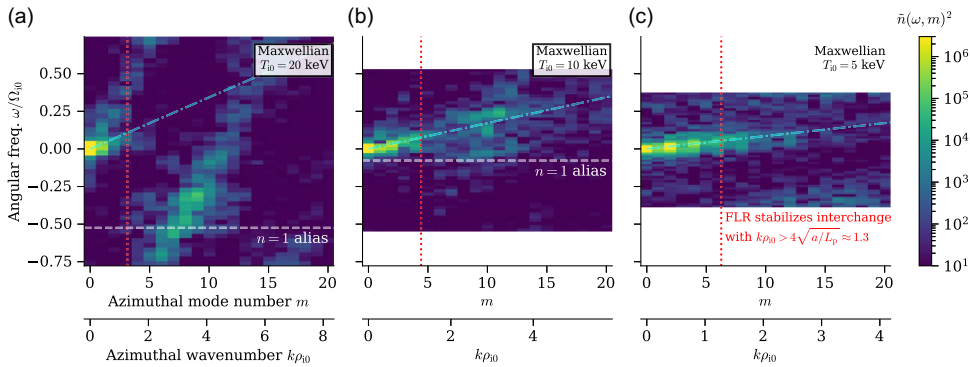 (a)
(b)
(c)
ñ(ω, m)²
Maxwellian
T_i0 = 20 keV
Maxwellian
T_i0 = 10 keV
Maxwellian
T_i0 = 5 keV
Angular freq. ω/Ω_i0
0.50
0.25
0.00
−0.25
−0.50
−0.75
n = 1 alias
n = 1 alias
FLR stabilizes interchange
with kρ_i0 > 4√(a/L_p) ≈ 1.3
10⁶
10⁵
10⁴
10³
10²
10¹
0 5 10 15 20
Azimuthal mode number m
0 5 10 15 20
m
0 5 10 15 20
m
0 2 4 6 8
Azimuthal wavenumber kρ_i0
0 2 4
kρ_i0
0 1 2 3 4
kρ_i0